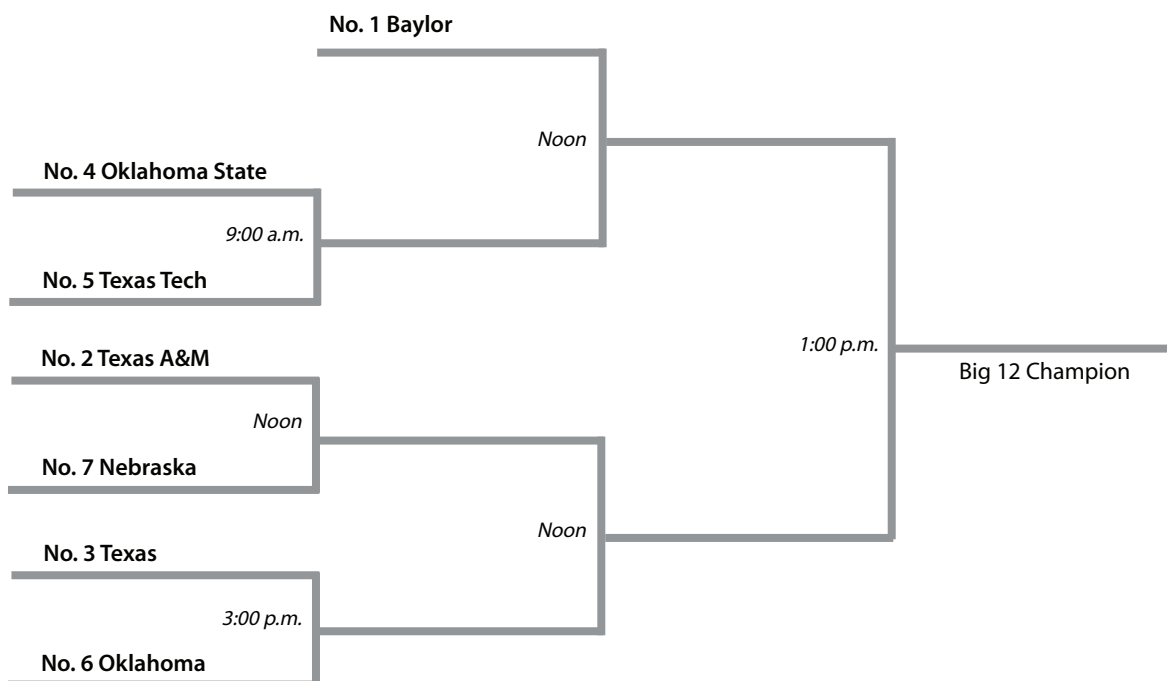 No. 1 Baylor
Noon
No. 4 Oklahoma State
9:00 a.m.
No. 5 Texas Tech
No. 2 Texas A&M
1:00 p.m.
Big 12 Champion
Noon
No. 7 Nebraska
Noon
No. 3 Texas
3:00 p.m.
No. 6 Oklahoma